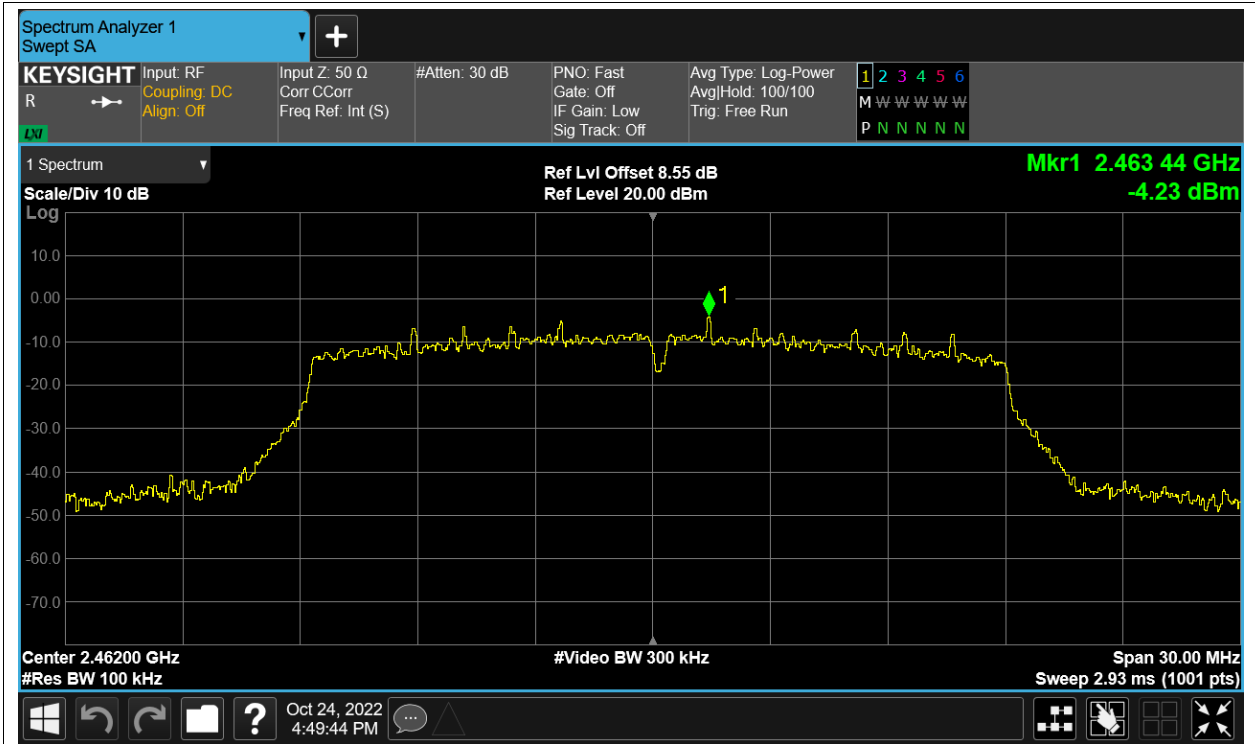 Spectrum Analyzer 1
Swept SA
KEYSIGHT
R
LXI
Input: RF
Coupling: DC
Align: Off
Input Z: 50 Ω
Corr CCorr
Freq Ref: Int (S)
#Atten: 30 dB
PNO: Fast
Gate: Off
IF Gain: Low
Sig Track: Off
Avg Type: Log-Power
Avg|Hold: 100/100
Trig: Free Run
1 2 3 4 5 6
M W W W W W
P N N N N N
1 Spectrum
Scale/Div 10 dB
Log
Ref Lvl Offset 8.55 dB
Ref Level 20.00 dBm
Mkr1 2.463 44 GHz
-4.23 dBm
10.0
0.00
1
-10.0
-20.0
-30.0
-40.0
-50.0
-60.0
-70.0
Center 2.46200 GHz
#Video BW 300 kHz
Span 30.00 MHz
#Res BW 100 kHz
Sweep 2.93 ms (1001 pts)
?
Oct 24, 2022
4:49:44 PM